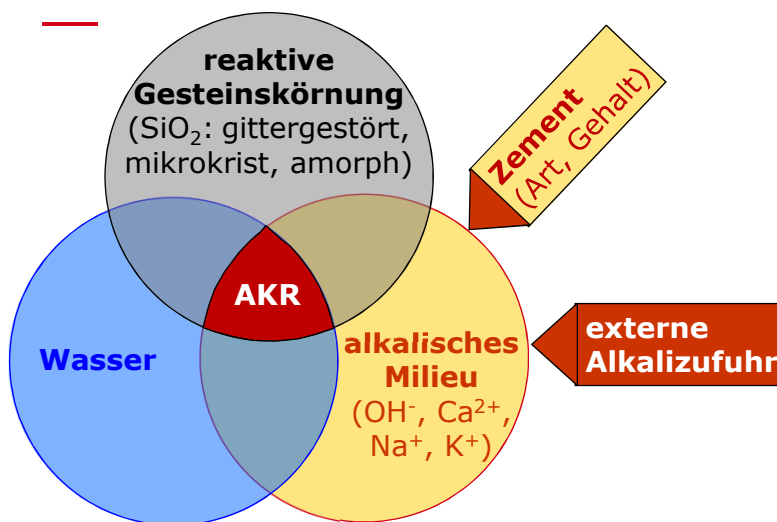 reaktive
Gesteinskörnung
(SiO₂: gittergestört,
mikrokrist, amorph)
Zement
(Art, Gehalt)
AKR
Wasser
alkalisches
Milieu
(OH⁻, Ca²⁺,
Na⁺, K⁺)
externe
Alkalizufuhr